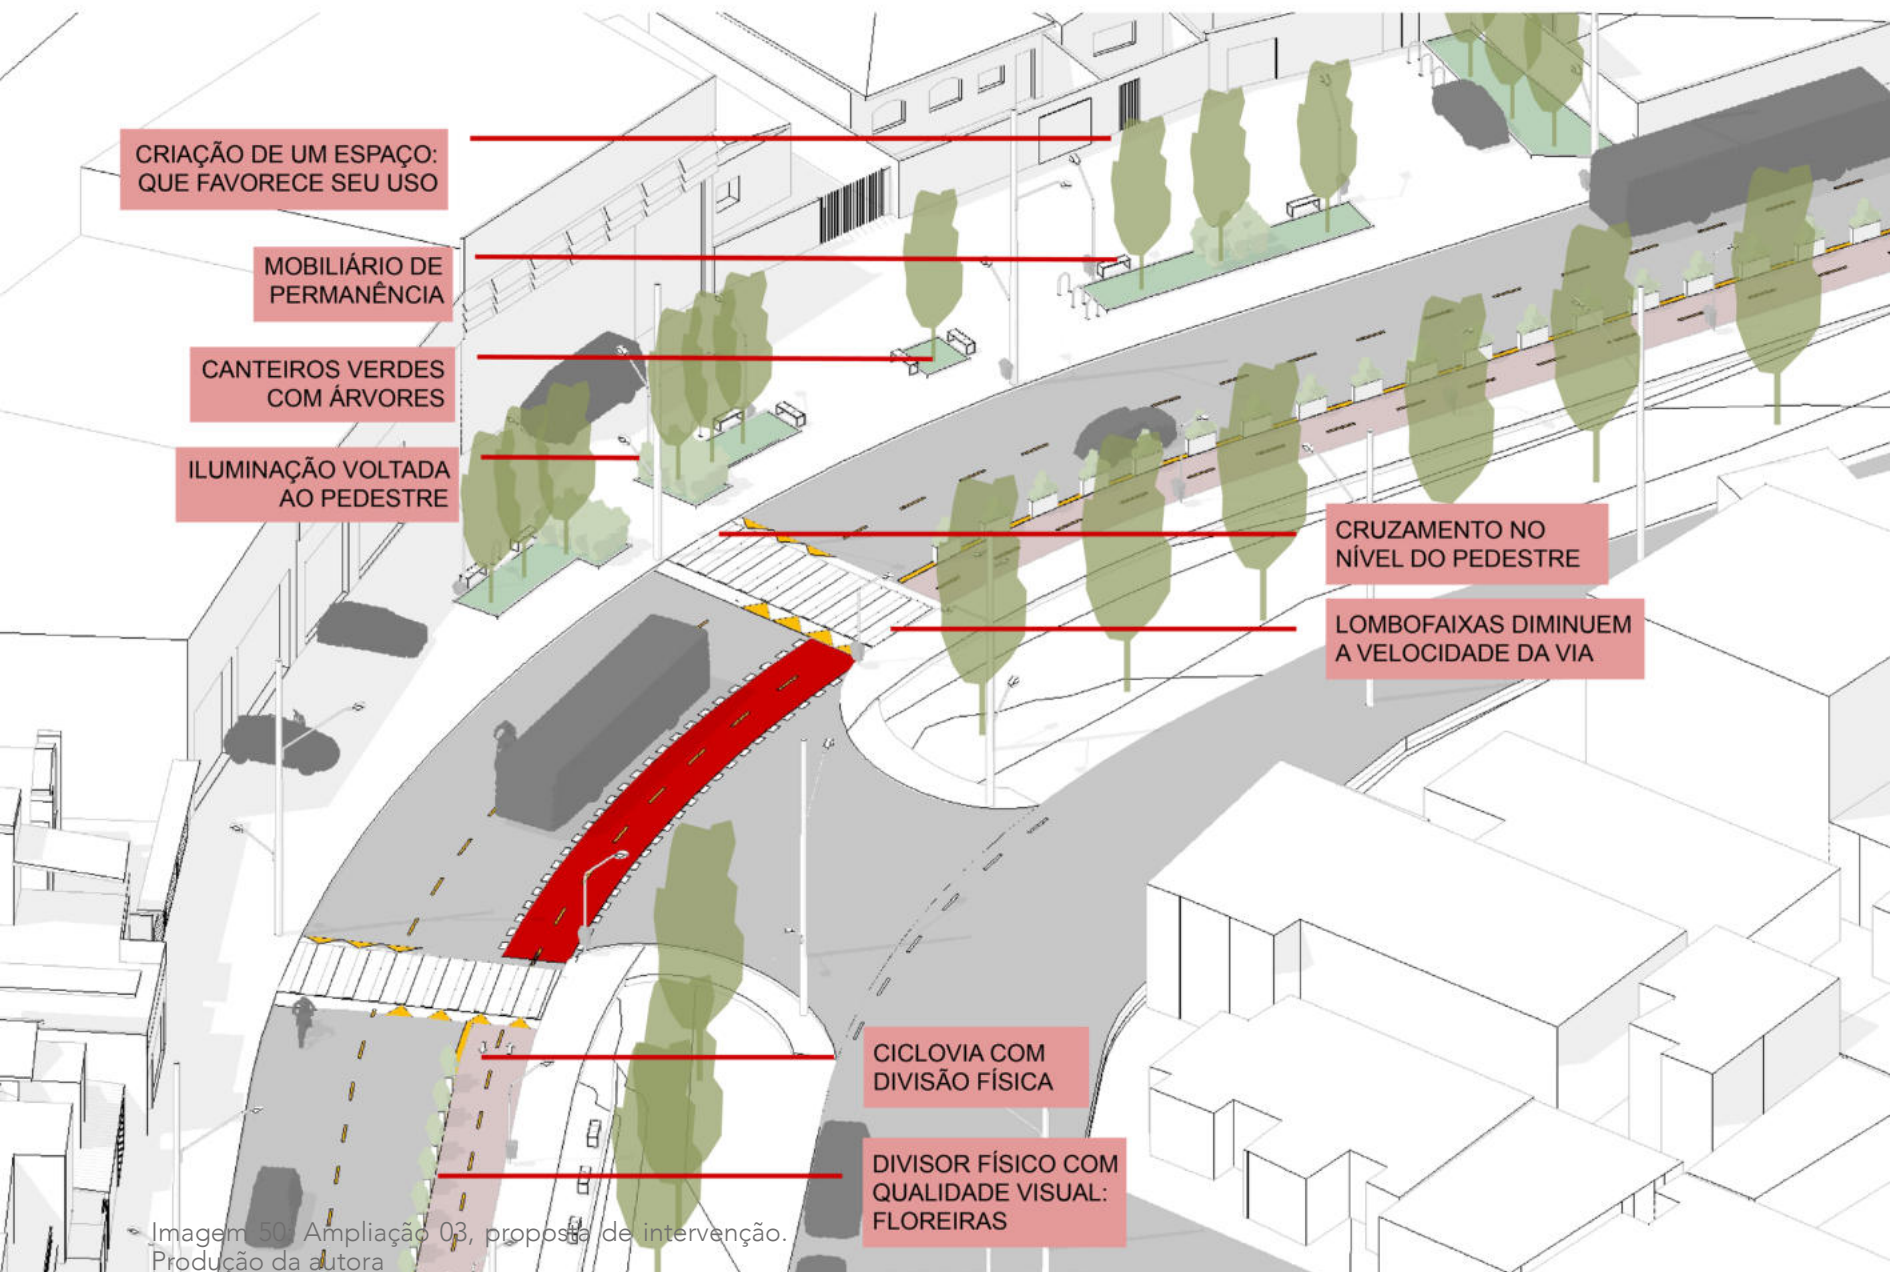 CRIAÇÃO DE UM ESPAÇO:
QUE FAVORECE SEU USO
MOBILIÁRIO DE
PERMANÊNCIA
CANTEIROS VERDES
COM ÁRVORES
ILUMINAÇÃO VOLTADA
AO PEDESTRE
CRUZAMENTO NO
NÍVEL DO PEDESTRE
LOMBOFAIXAS DIMINUEM
A VELOCIDADE DA VIA
CICLOVIA COM
DIVISÃO FÍSICA
DIVISOR FÍSICO COM
QUALIDADE VISUAL:
FLOREIRAS
Imagem 50: Ampliação 03, proposta de intervenção.
Produção da autora